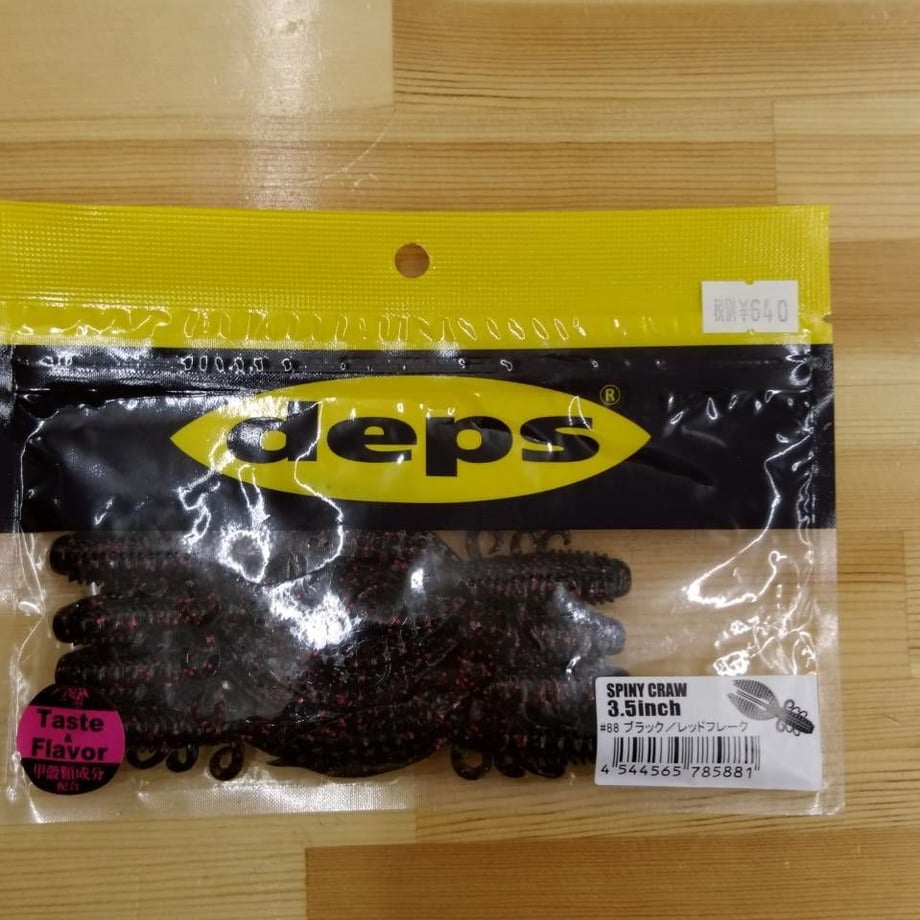 税別¥640
deps®
SPINY CRAW
3.5inch
#88 ブラック／レッドフレーク
4 544565 785881
Taste
&
Flavor
甲殻類成分
配合